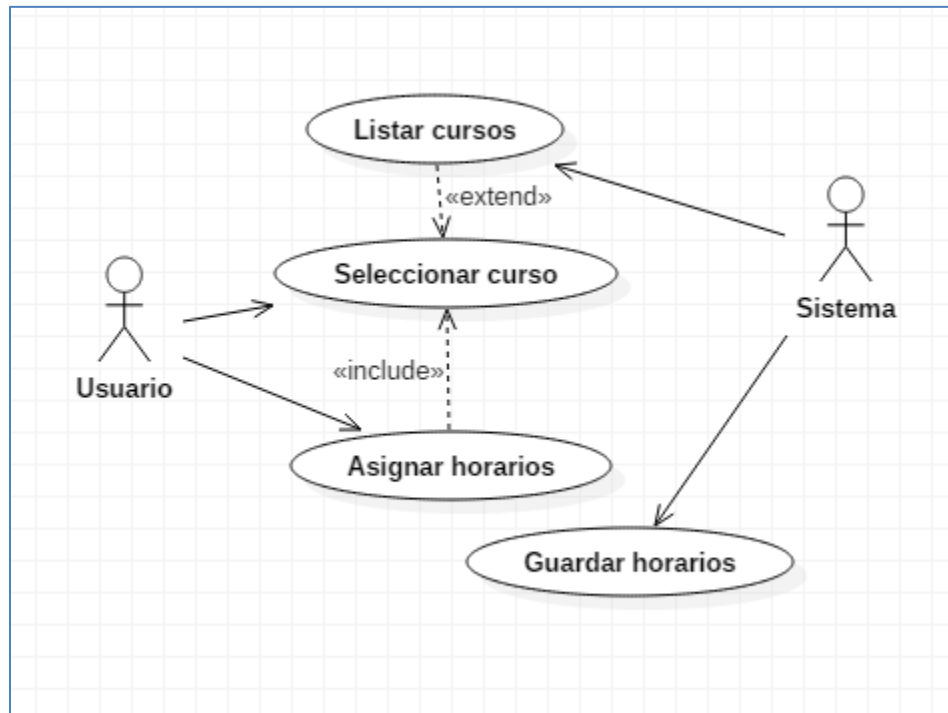 Listar cursos
«extend»
Seleccionar curso
Sistema
«include»
Usuario
Asignar horarios
Guardar horarios